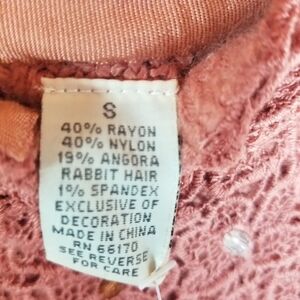 S
40% RAYON
40% NYLON
19% ANGORA
RABBIT HAIR
1% SPANDEX
EXCLUSIVE OF
DECORATION
MADE IN CHINA
RN 66170
SEE REVERSE
FOR CARE